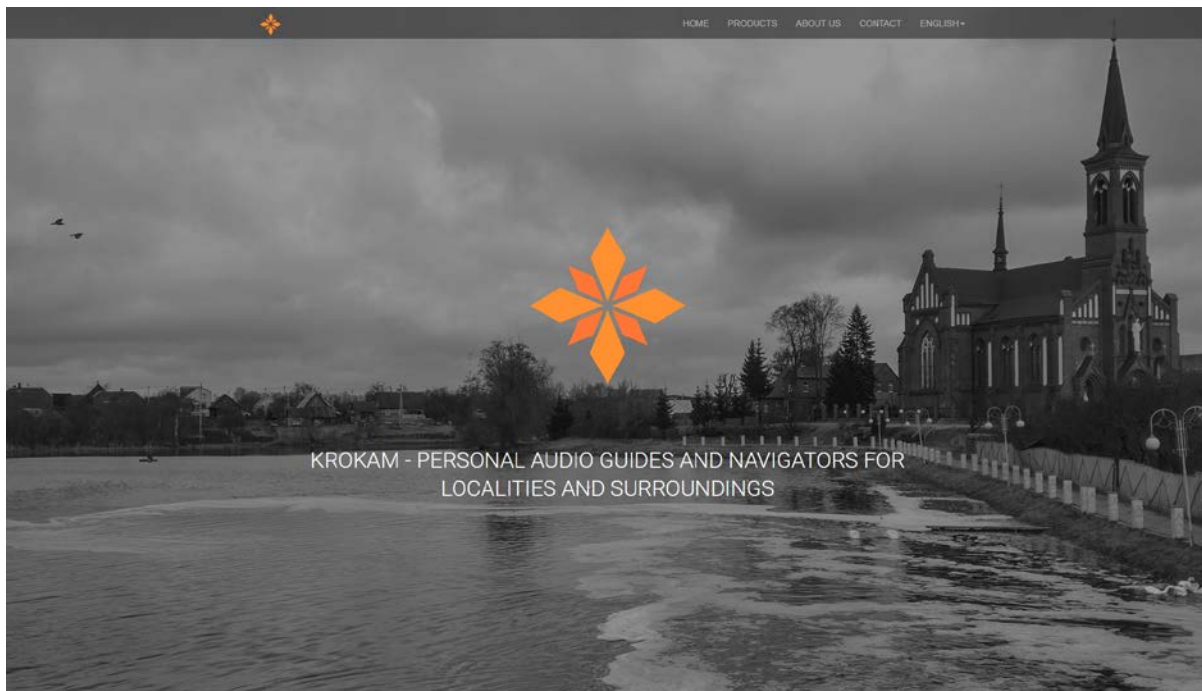 HOME PRODUCTS ABOUT US CONTACT ENGLISH
KROKAM - PERSONAL AUDIO GUIDES AND NAVIGATORS FOR
LOCALITIES AND SURROUNDINGS